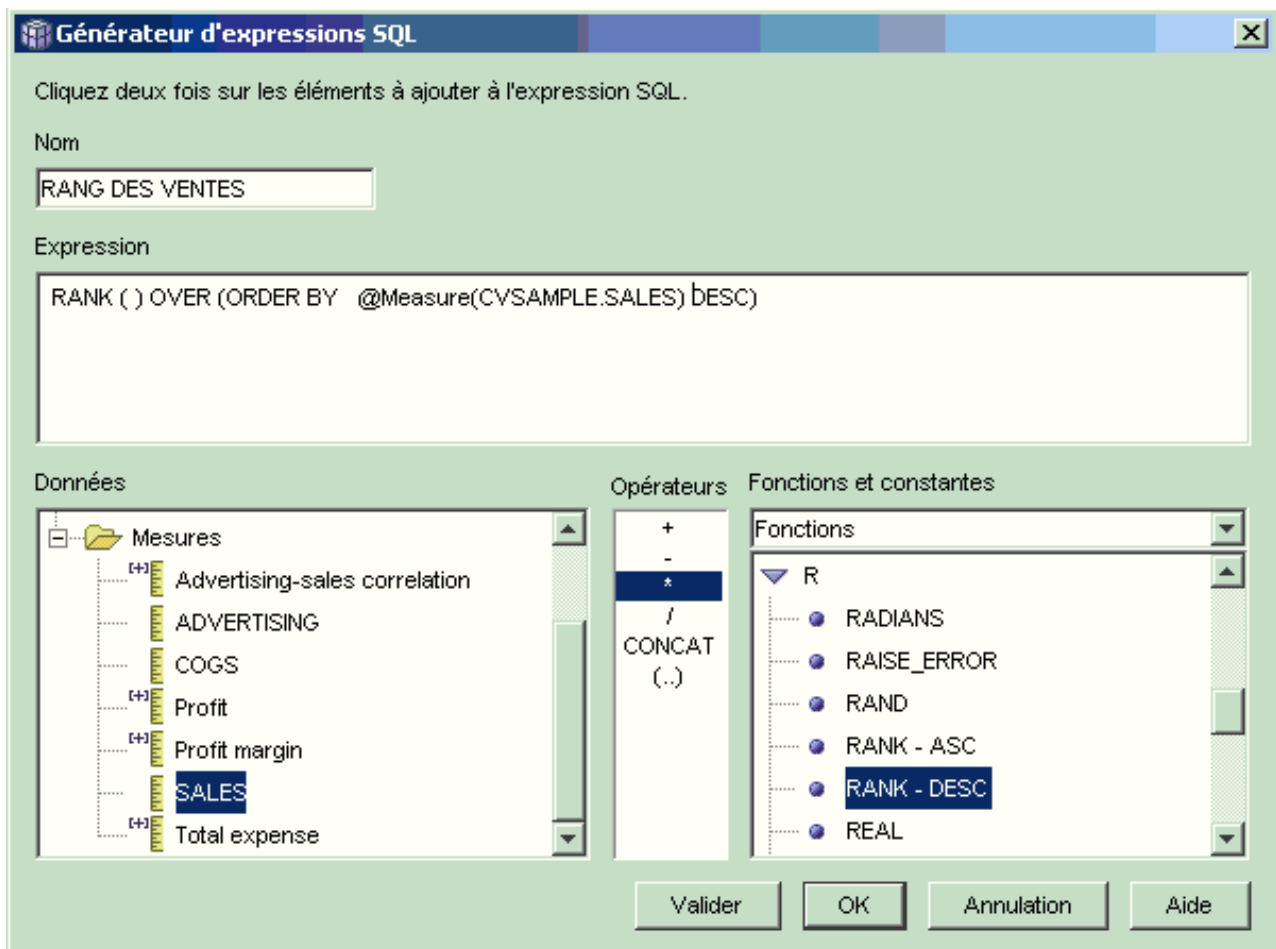 Générateur d'expressions SQL
Cliquez deux fois sur les éléments à ajouter à l'expression SQL.
Nom
RANG DES VENTES
Expression
RANK ( ) OVER (ORDER BY @Measure(CVSAMPLE.SALES) DESC)
Données
Mesures
Advertising-sales correlation
ADVERTISING
COGS
Profit
Profit margin
SALES
Total expense
Opérateurs
+
-
*
/
CONCAT
(..)
Fonctions et constantes
Fonctions
R
RADIANS
RAISE_ERROR
RAND
RANK - ASC
RANK - DESC
REAL
Valider
OK
Annulation
Aide